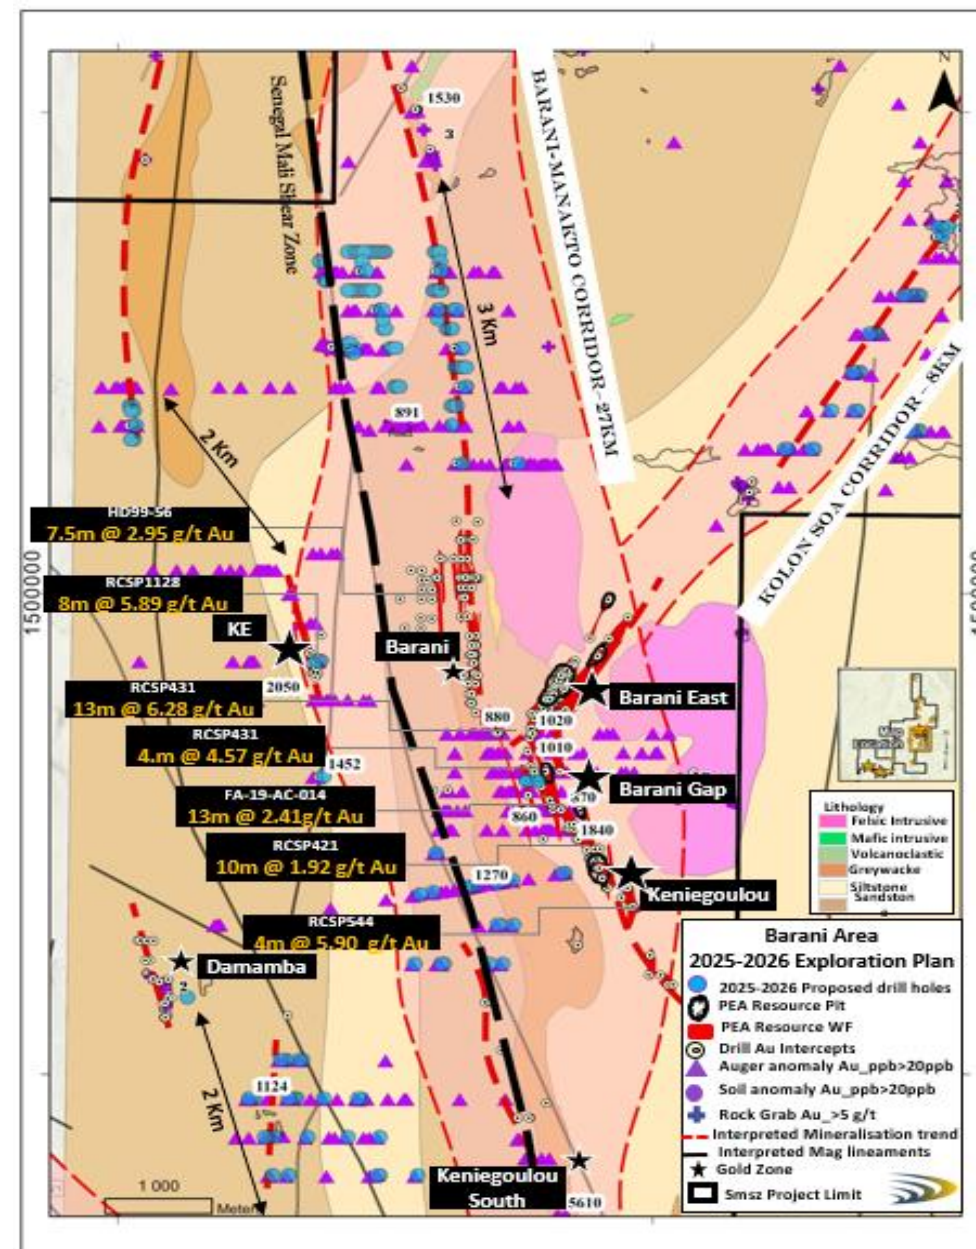 N
Senegal Mali Shear Zone
1530
3
BARANI-MANAKTO CORRIDOR– 27KM
3 Km
KOLON SOA CORRIDOR – 8KM
891
2 Km
1500000
HD99-56
7.5m @ 2.95 g/t Au
RCSP1128
8m @ 5.89 g/t Au
KE
Barani
2050
RCSP431
13m @ 6.28 g/t Au
Barani East
880
1020
RCSP431
4.m @ 4.57 g/t Au
1010
1452
Barani Gap
FA-19-AC-014
13m @ 2.41g/t Au
860
1840
RCSP421
10m @ 1.92 g/t Au
1270
Keniegoulou
RCSP544
4m @ 5.90 g/t Au
Damamba
2
1124
2 Km
Keniegoulou
South
5610
1 000
Lithology
Felsic Intrusive
Mafic intrusive
Volcanoclastic
Greywacke
Siltstone
Sandston
e
Barani Area
2025-2026 Exploration Plan
2025-2026 Proposed drill holes
PEA Resource Pit
PEA Resource WF
Drill Au Intercepts
Auger anomaly Au_ppb>20ppb
Soil anomaly Au_ppb>20ppb
Rock Grab Au_>5 g/t
Interpreted Mineralisation trend
Interpreted Mag lineaments
Gold Zone
Smsz Project Limit